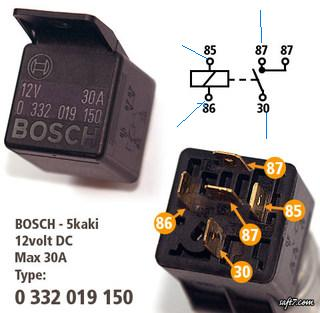 12V 30A
0 332 019 150
BOSCH
85 87 87
86 30
BOSCH - 5kaki
12volt DC
Max 30A
Type:
0 332 019 150
87
86
85
87
30
saft7.com